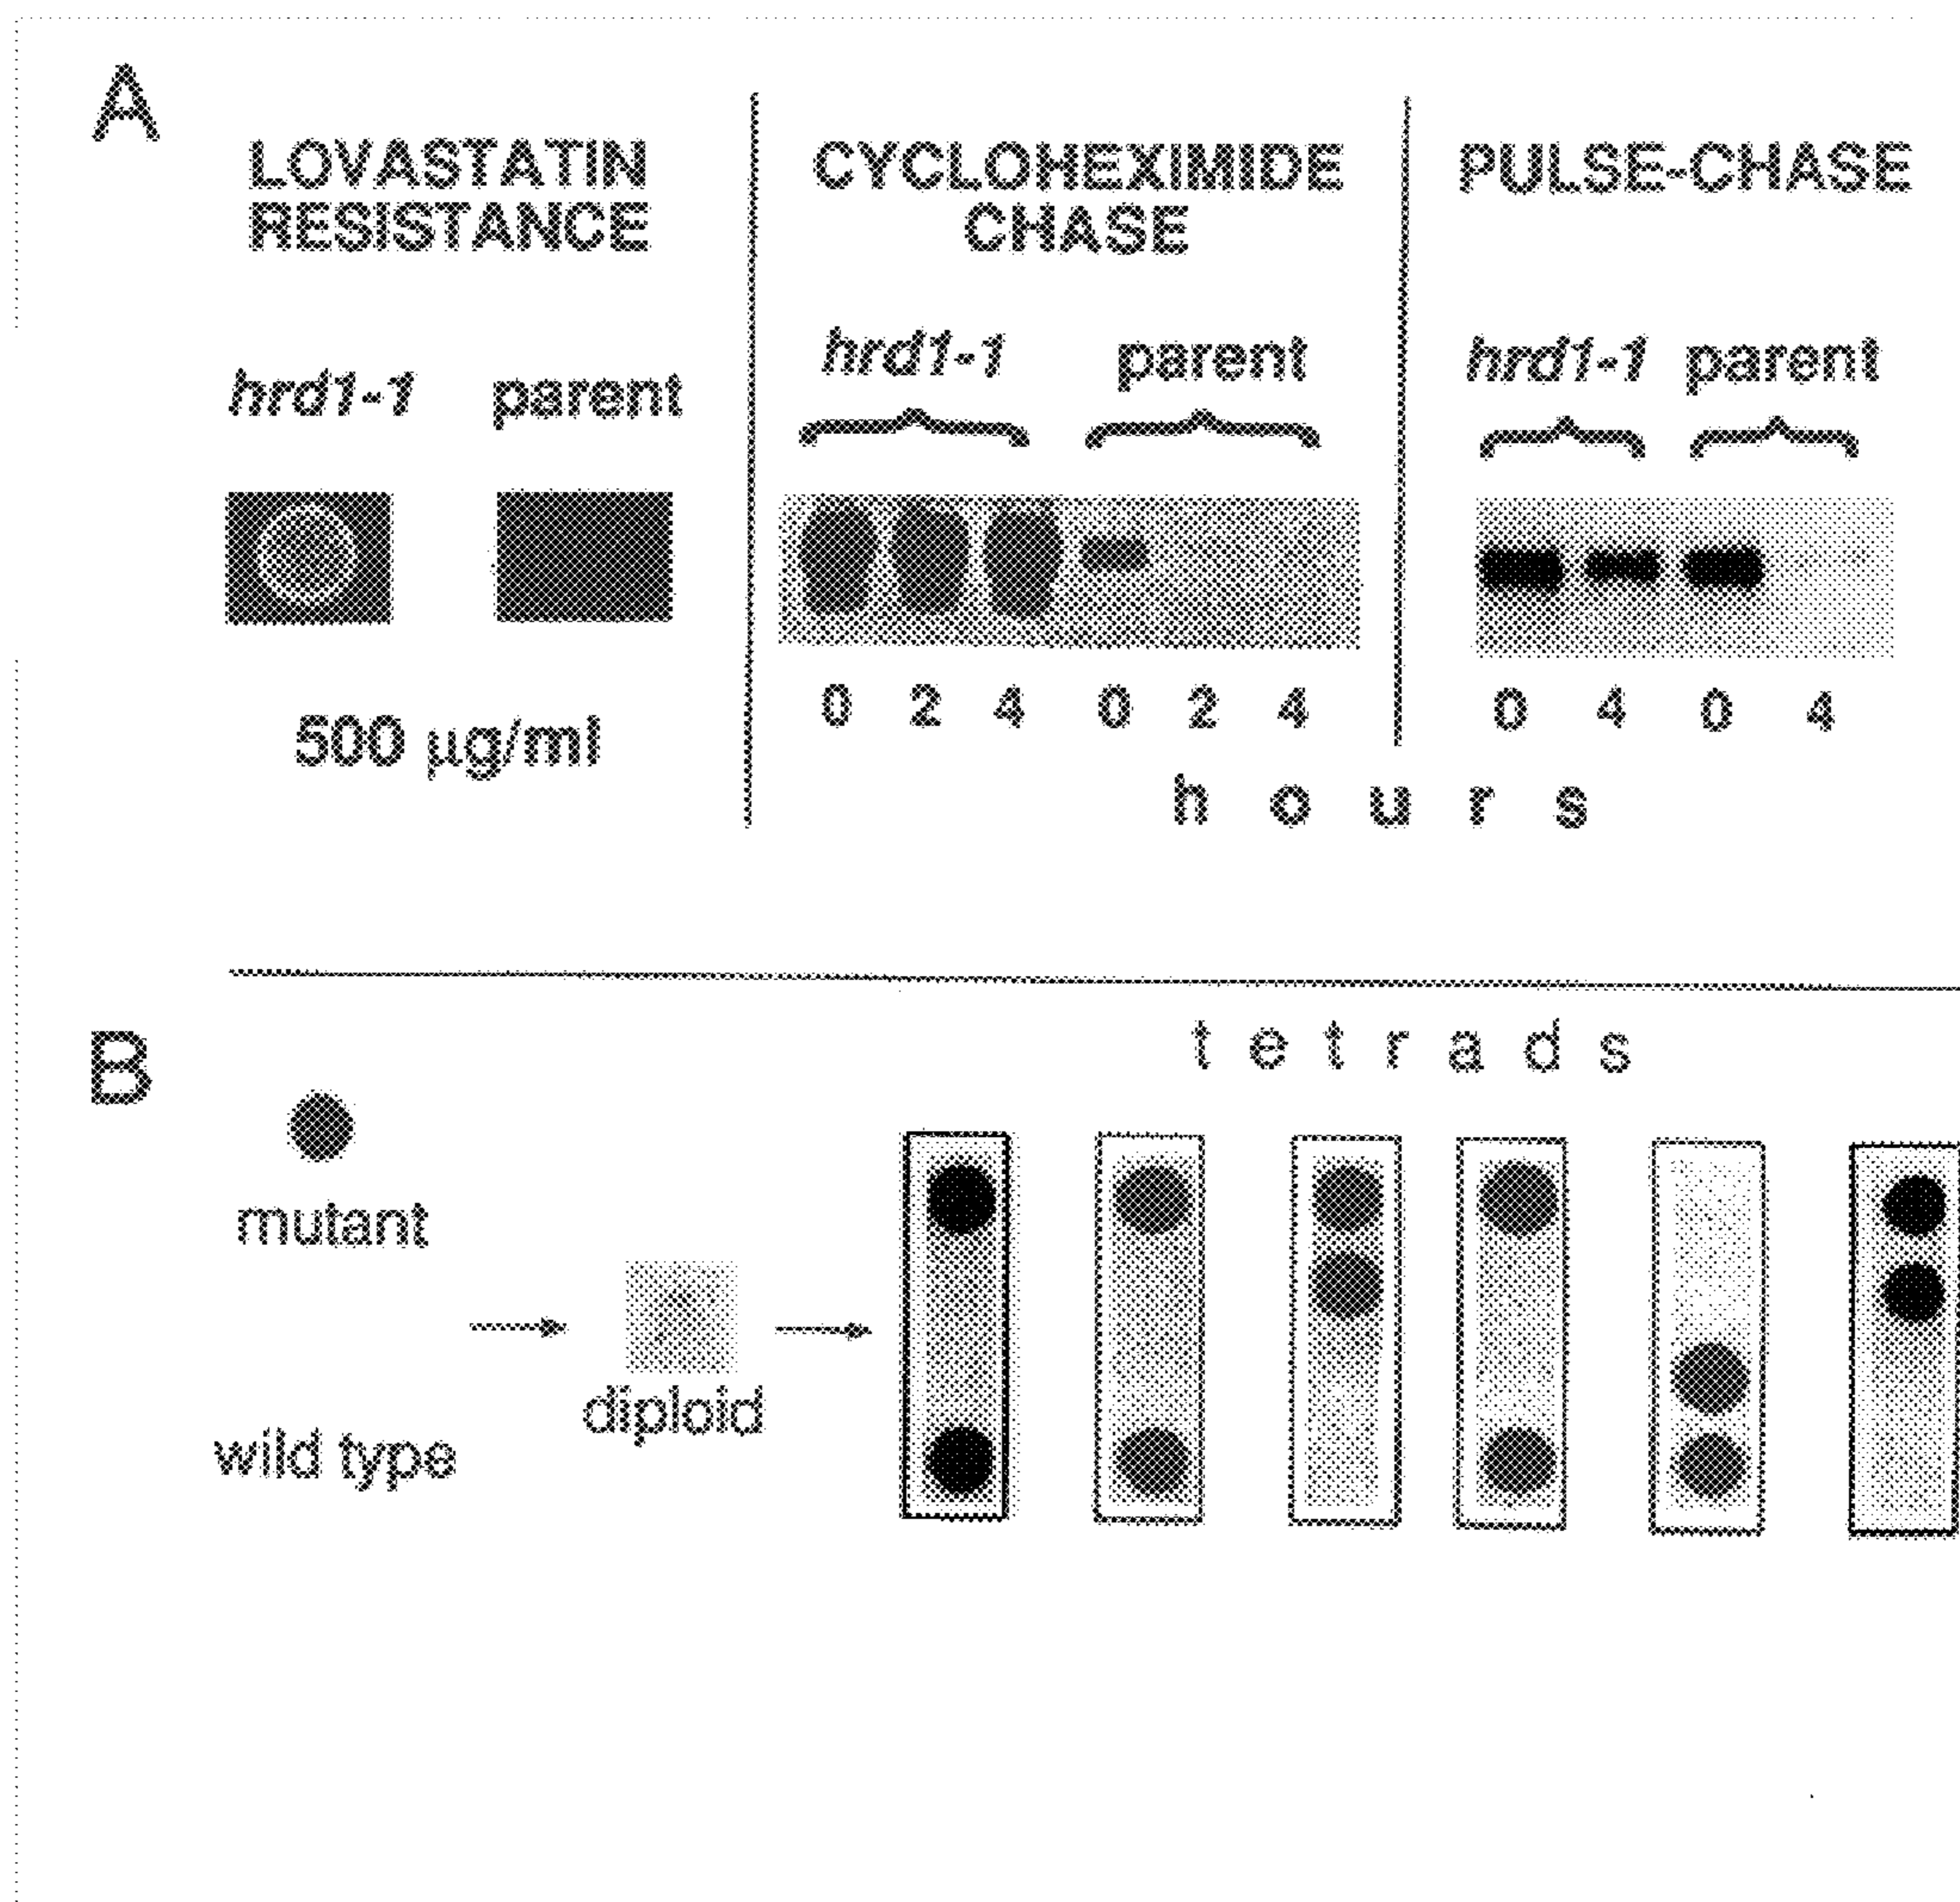 A
LOVASTATIN
RESISTANCE
hrd1-1 parent
500 µg/ml
CYCLOHEXIMIDE
CHASE
hrd1-1 parent
0 2 4 0 2 4
PULSE-CHASE
hrd1-1 parent
0 4 0 4
h o u r s
B
mutant
wild type
diploid
t e t r a d s